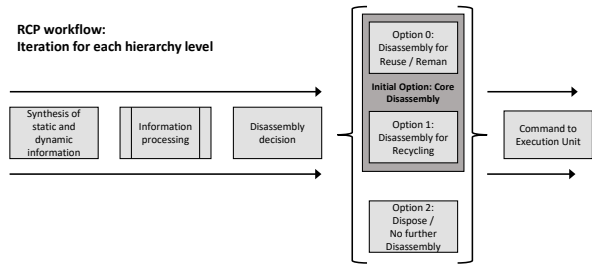 RCP workflow:
Iteration for each hierarchy level
Synthesis of
static and
dynamic
information
Information
processing
Disassembly
decision
Option 0:
Disassembly for
Reuse / Reman
Initial Option: Core
Disassembly
Option 1:
Disassembly for
Recycling
Option 2:
Dispose /
No further
Disassembly
Command to
Execution Unit